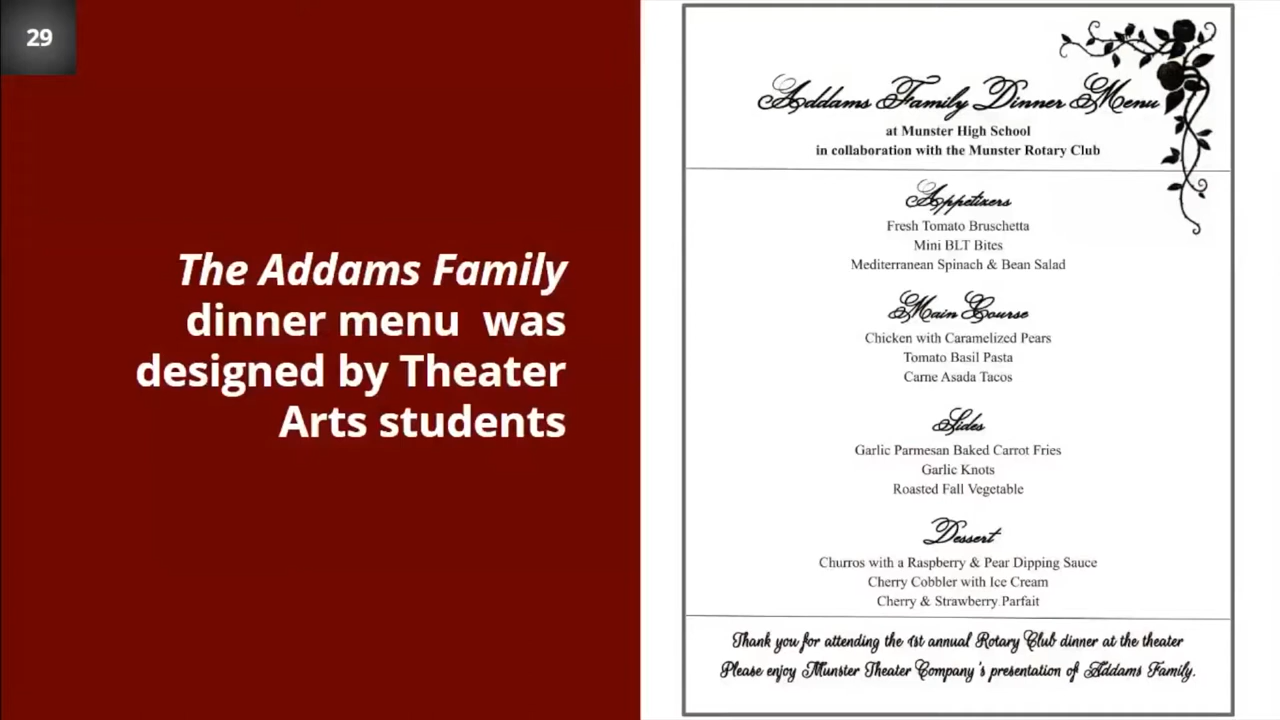 29
The Addams Family
dinner menu was
designed by Theater
Arts students
Addams Family Dinner Menu
at Munster High School
in collaboration with the Munster Rotary Club
Appetizers
Fresh Tomato Bruschetta
Mini BLT Bites
Mediterranean Spinach & Bean Salad
Main Course
Chicken with Caramelized Pears
Tomato Basil Pasta
Carne Asada Tacos
Sides
Garlic Parmesan Baked Carrot Fries
Garlic Knots
Roasted Fall Vegetable
Dessert
Churros with a Raspberry & Pear Dipping Sauce
Cherry Cobbler with Ice Cream
Cherry & Strawberry Parfait
Thank you for attending the 1st annual Rotary Club dinner at the theater
Please enjoy Munster Theater Company's presentation of Addams Family.